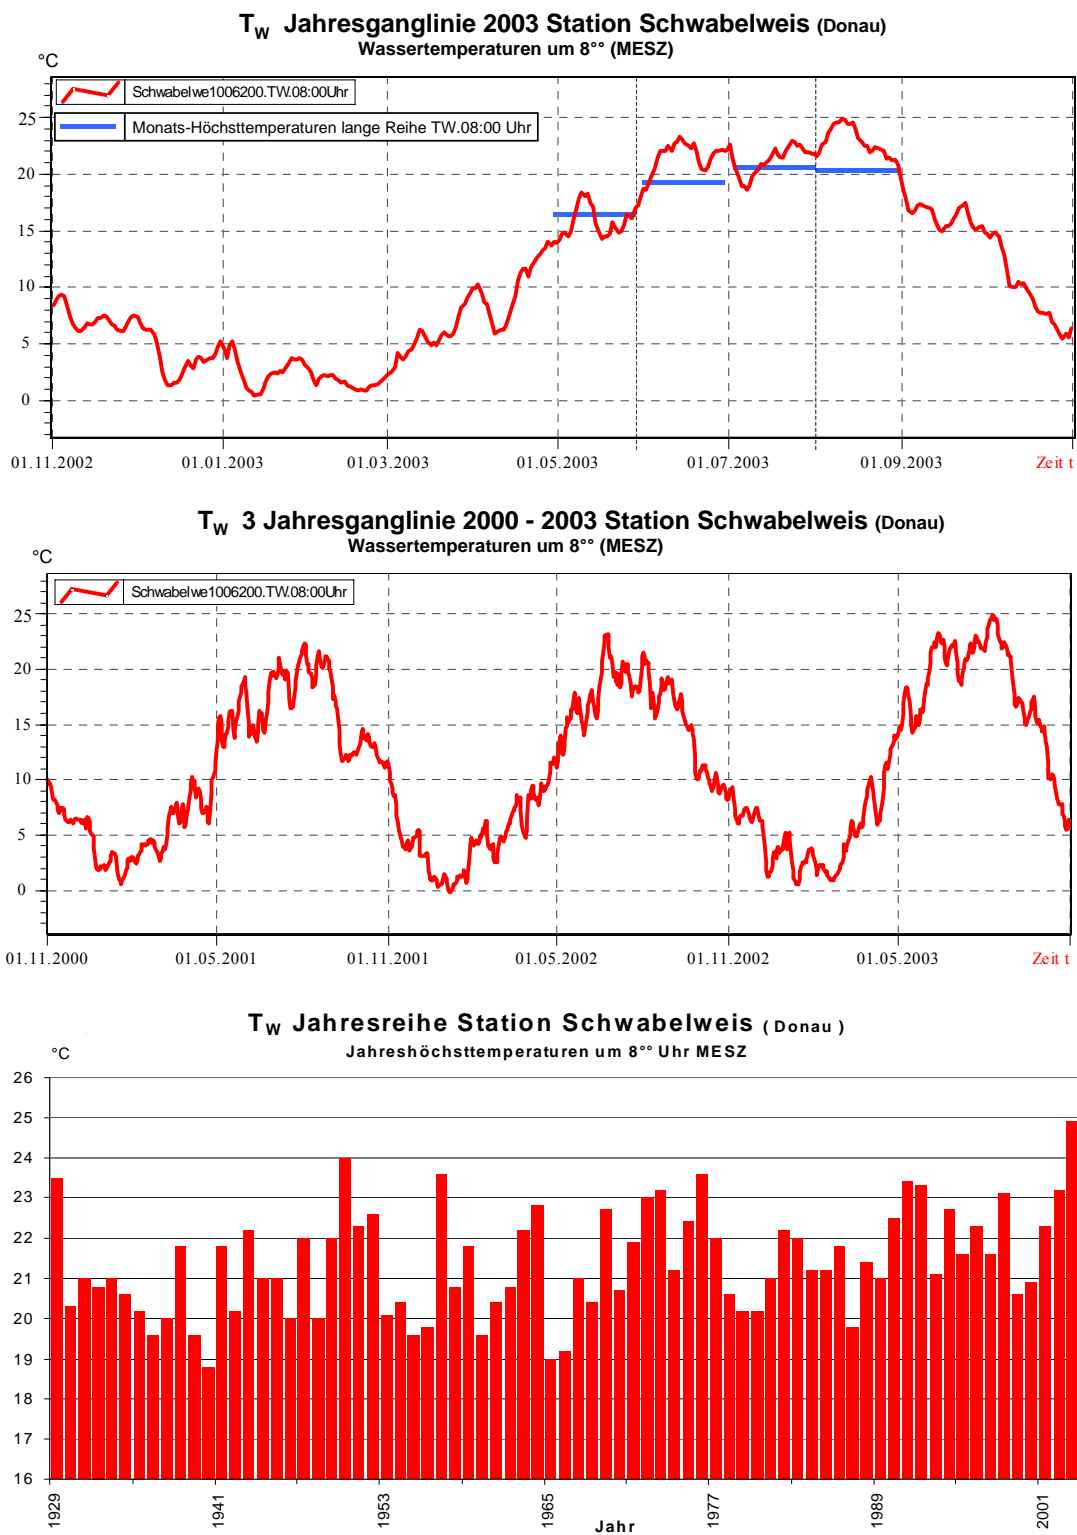 T_W Jahresganglinie 2003 Station Schwabelweis (Donau)
Wassertemperaturen um 8°° (MESZ)
°C
Schwabelwe1006200.TW.08:00Uhr
Monats-Höchsttemperaturen lange Reihe TW.08:00 Uhr
25
20
15
10
5
0
01.11.2002 01.01.2003 01.03.2003 01.05.2003 01.07.2003 01.09.2003 Zeit t
T_W 3 Jahresganglinie 2000 - 2003 Station Schwabelweis (Donau)
Wassertemperaturen um 8°° (MESZ)
°C
Schwabelwe1006200.TW.08:00Uhr
25
20
15
10
5
0
01.11.2000 01.05.2001 01.11.2001 01.05.2002 01.11.2002 01.05.2003 Zeit t
T_W Jahresreihe Station Schwabelweis (Donau)
Jahreshöchsttemperaturen um 8°° Uhr MESZ
°C
26
25
24
23
22
21
20
19
18
17
16
1929 1941 1953 1965 1977 1989 2001
Jahr